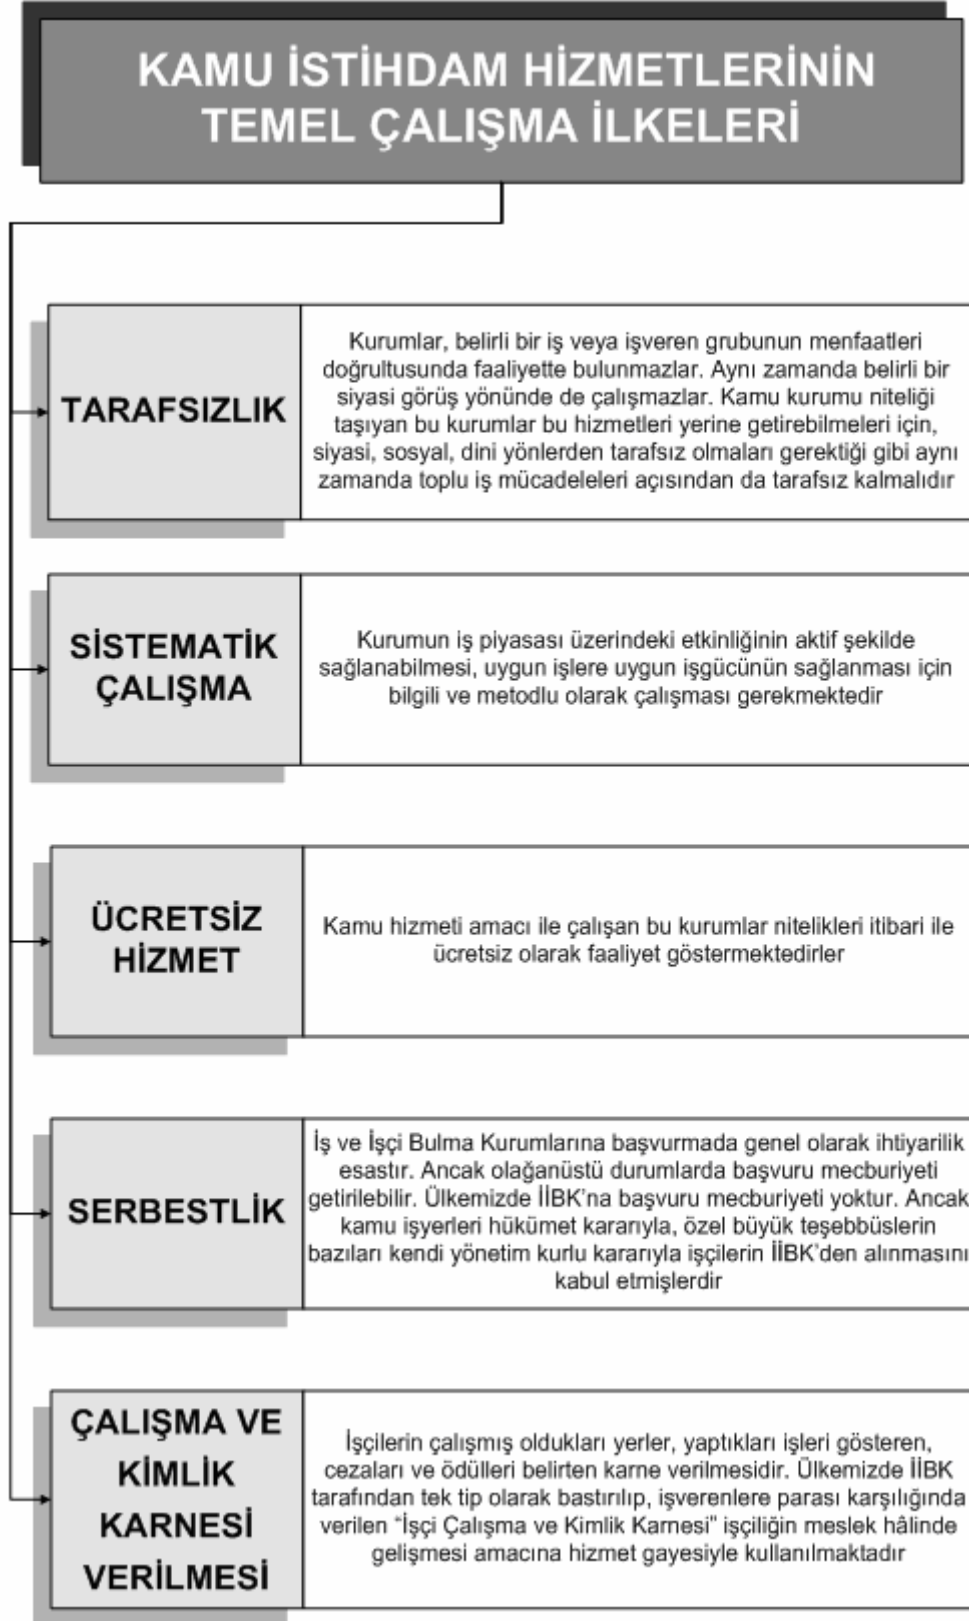 KAMU İSTİHDAM HİZMETLERİNİN
TEMEL ÇALIŞMA İLKELERİ
TARAFSIZLIK
Kurumlar, belirli bir iş veya işveren grubunun menfaatleri
doğrultusunda faaliyette bulunmazlar. Aynı zamanda belirli bir
siyasi görüş yönünde de çalışmazlar. Kamu kurumu niteliği
taşıyan bu kurumlar bu hizmetleri yerine getirebilmeleri için,
siyasi, sosyal, dini yönlerden tarafsız olmaları gerektiği gibi aynı
zamanda toplu iş mücadeleleri açısından da tarafsız kalmalıdır
SİSTEMATİK
ÇALIŞMA
Kurumun iş piyasası üzerindeki etkinliğinin aktif şekilde
sağlanabilmesi, uygun işlere uygun işgücünün sağlanması için
bilgili ve metodlu olarak çalışması gerekmektedir
ÜCRETSİZ
HİZMET
Kamu hizmeti amacı ile çalışan bu kurumlar nitelikleri itibari ile
ücretsiz olarak faaliyet göstermektedirler
SERBESTLİK
İş ve İşçi Bulma Kurumlarına başvurmada genel olarak ihtiyarilik
esastır. Ancak olağanüstü durumlarda başvuru mecburiyeti
getirilebilir. Ülkemizde İİBK'na başvuru mecburiyeti yoktur. Ancak
kamu işyerleri hükümet kararıyla, özel büyük teşebbüslerin
bazıları kendi yönetim kurlu kararıyla işçilerin İİBK'den alınmasını
kabul etmişlerdir
ÇALIŞMA VE
KİMLİK
KARNESİ
VERİLMESİ
İşçilerin çalışmış oldukları yerler, yaptıkları işleri gösteren,
cezaları ve ödülleri belirten karne verilmesidir. Ülkemizde İİBK
tarafından tek tip olarak bastırılıp, işverenlere parası karşılığında
verilen "İşçi Çalışma ve Kimlik Karnesi" işçiliğin meslek hâlinde
gelişmesi amacına hizmet gayesiyle kullanılmaktadır